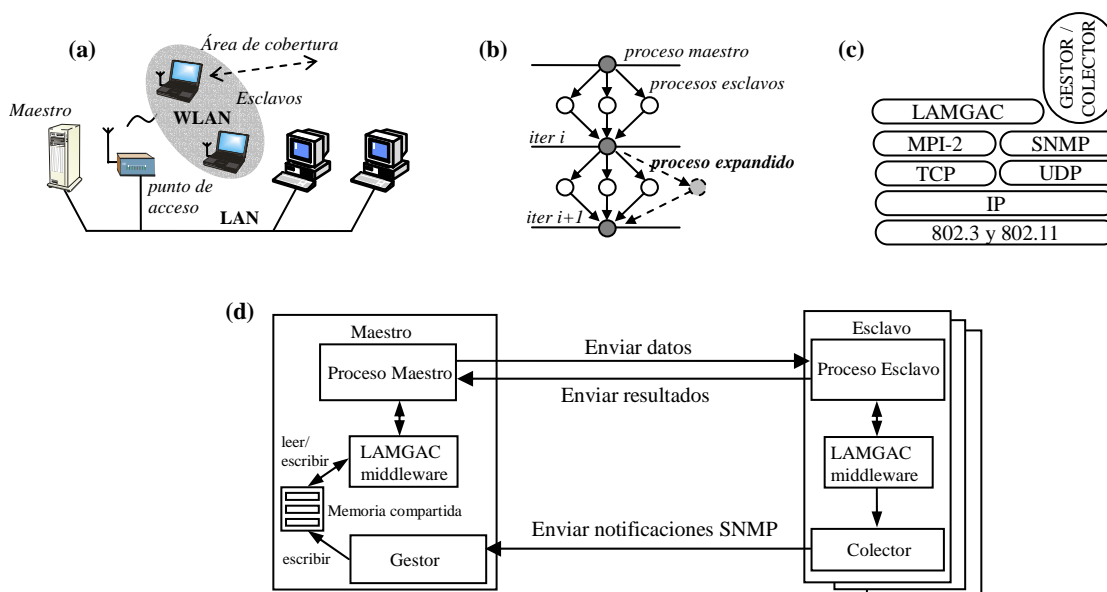 (a)
Área de cobertura
Maestro
Esclavos
WLAN
punto de
acceso
LAN
(b)
proceso maestro
procesos esclavos
iter i
proceso expandido
iter i+1
(c)
GESTOR /
COLECTOR
LAMGAC
MPI-2
SNMP
TCP
UDP
IP
802.3 y 802.11
(d)
Maestro
Proceso Maestro
LAMGAC
middleware
leer/
escribir
Memoria compartida
escribir
Gestor
Enviar datos
Enviar resultados
Enviar notificaciones SNMP
Esclavo
Proceso Esclavo
LAMGAC
middleware
Colector